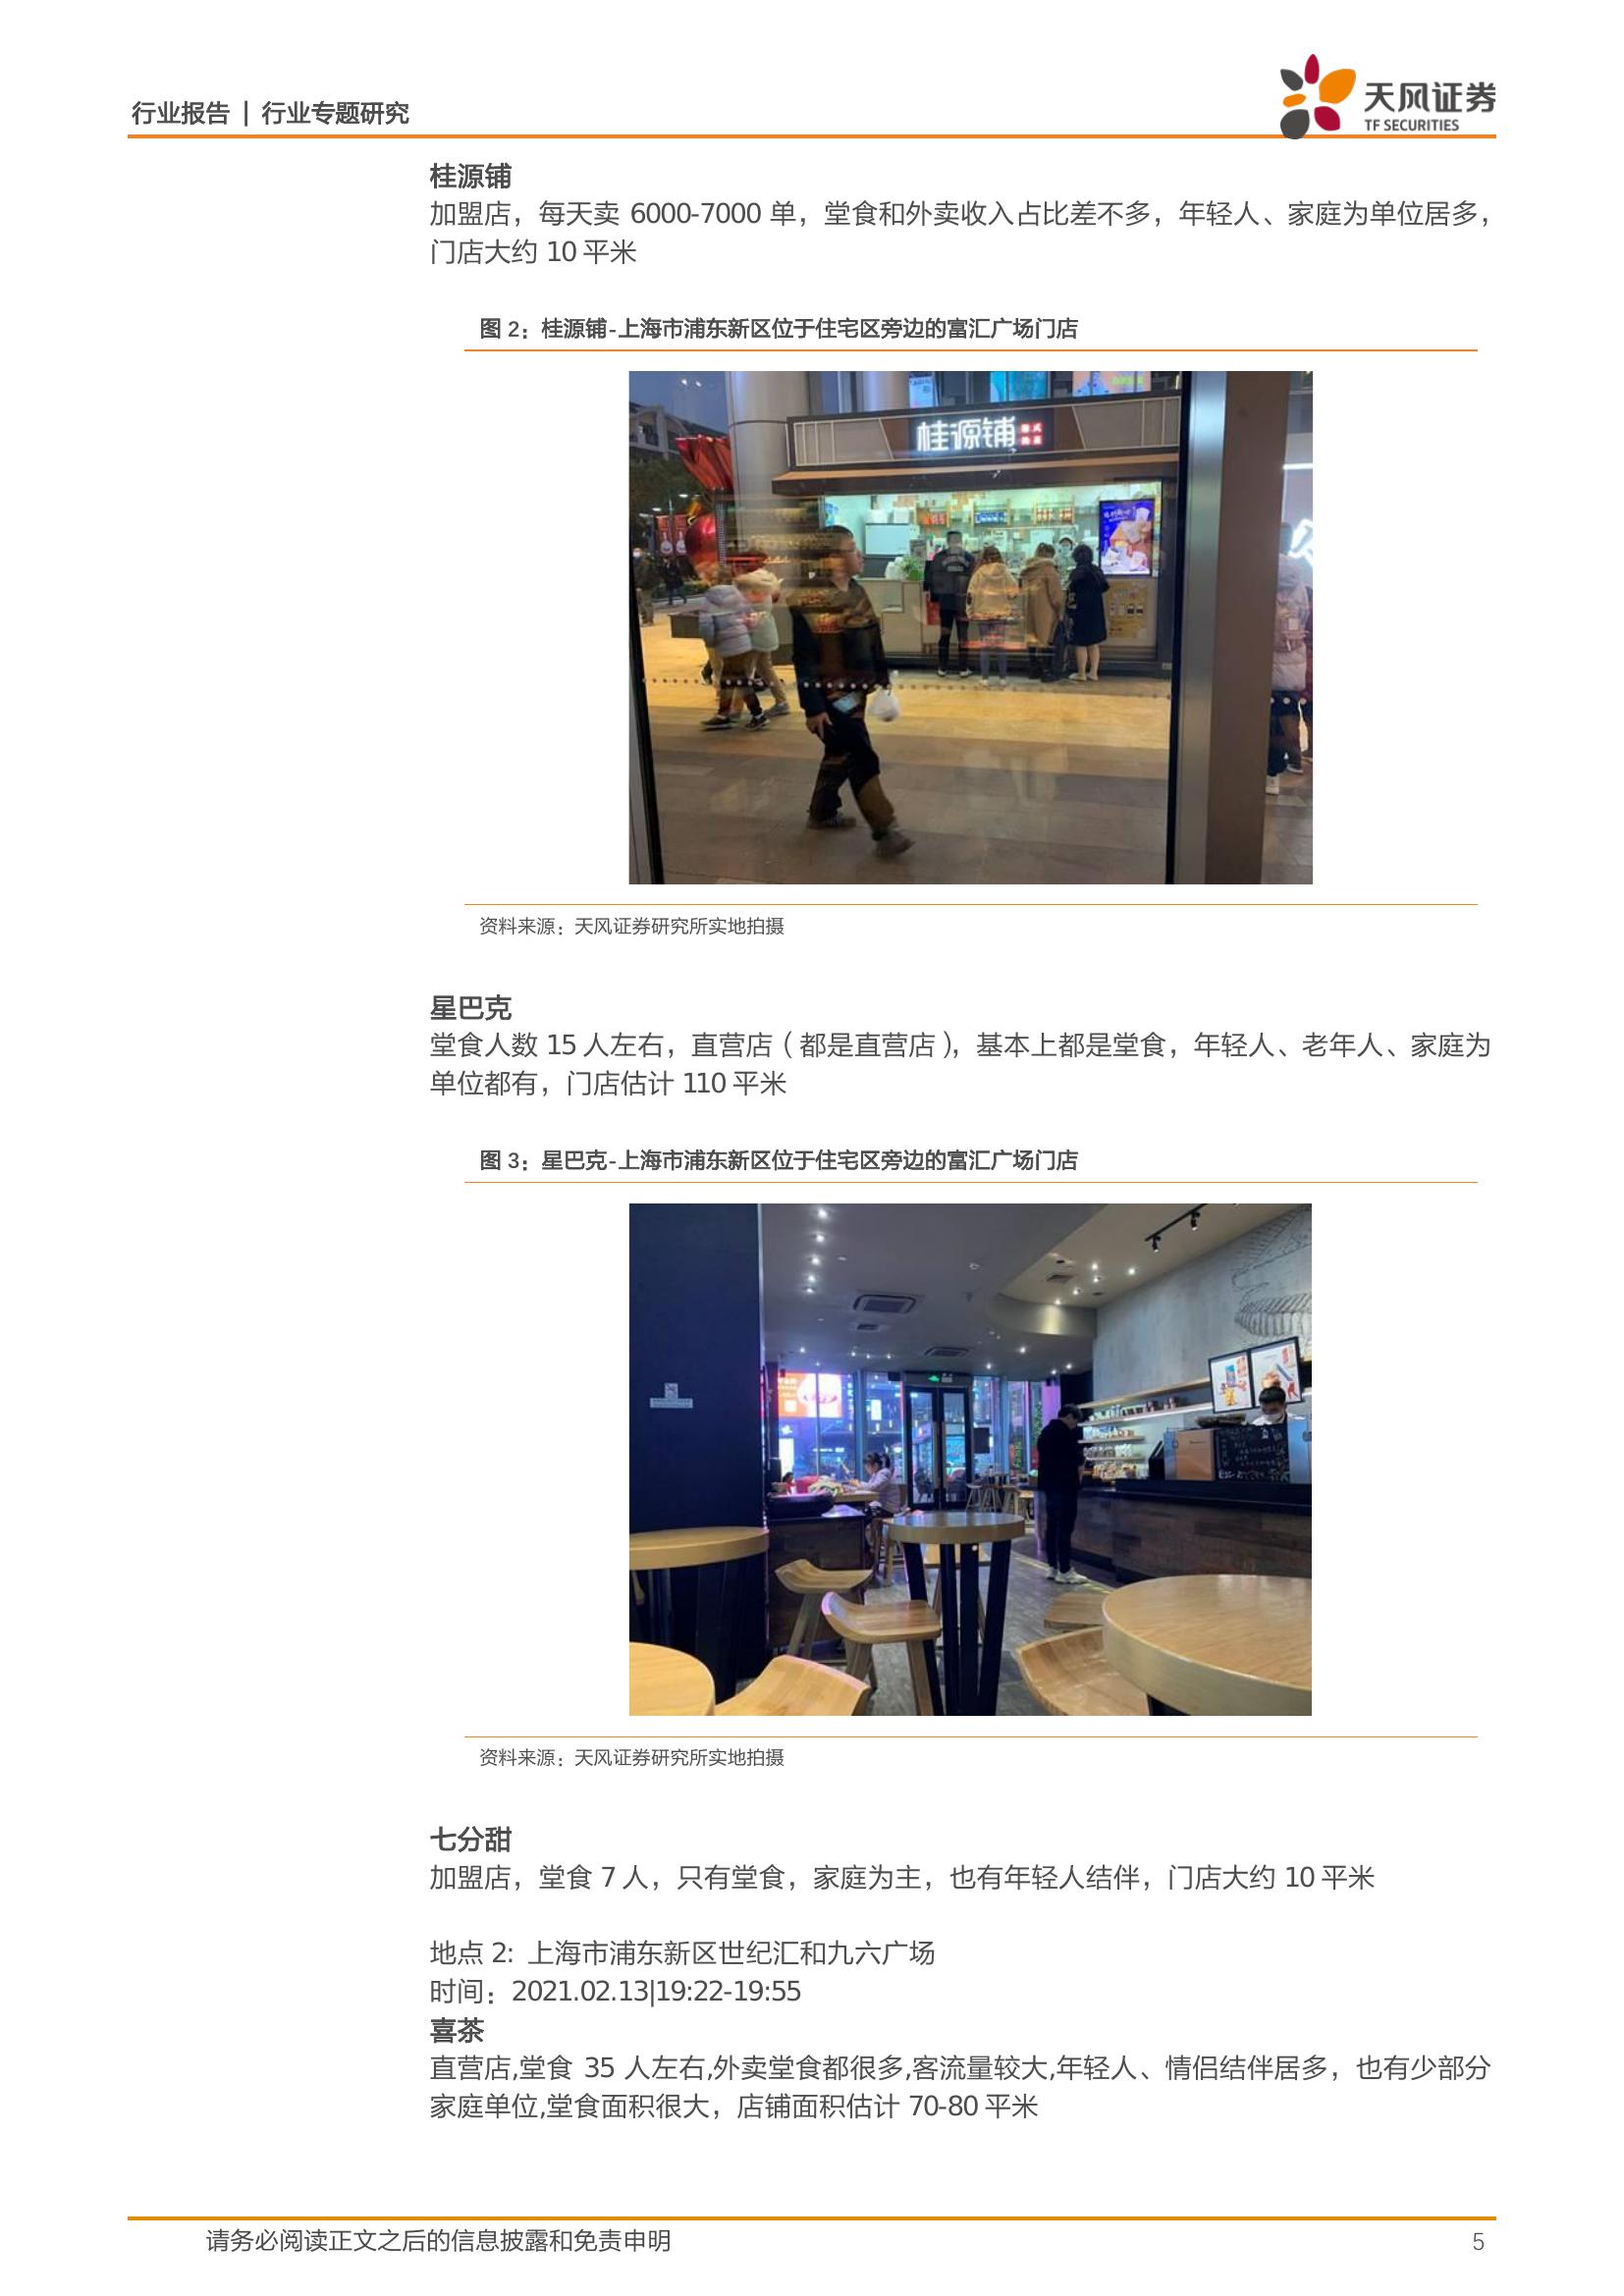 行业报告 | 行业专题研究
天风证券
TF SECURITIES
桂源铺
加盟店，每天卖 6000-7000 单，堂食和外卖收入占比差不多，年轻人、家庭为单位居多，
门店大约 10 平米
图 2：桂源铺-上海市浦东新区位于住宅区旁边的富汇广场门店
桂源铺
资料来源：天风证券研究所实地拍摄
星巴克
堂食人数 15 人左右，直营店（都是直营店），基本上都是堂食，年轻人、老年人、家庭为
单位都有，门店估计 110 平米
图 3：星巴克-上海市浦东新区位于住宅区旁边的富汇广场门店
资料来源：天风证券研究所实地拍摄
七分甜
加盟店，堂食 7 人，只有堂食，家庭为主，也有年轻人结伴，门店大约 10 平米
地点 2: 上海市浦东新区世纪汇和九六广场
时间：2021.02.13|19:22-19:55
喜茶
直营店,堂食 35 人左右,外卖堂食都很多,客流量较大,年轻人、情侣结伴居多，也有少部分
家庭单位,堂食面积很大，店铺面积估计 70-80 平米
请务必阅读正文之后的信息披露和免责申明
5